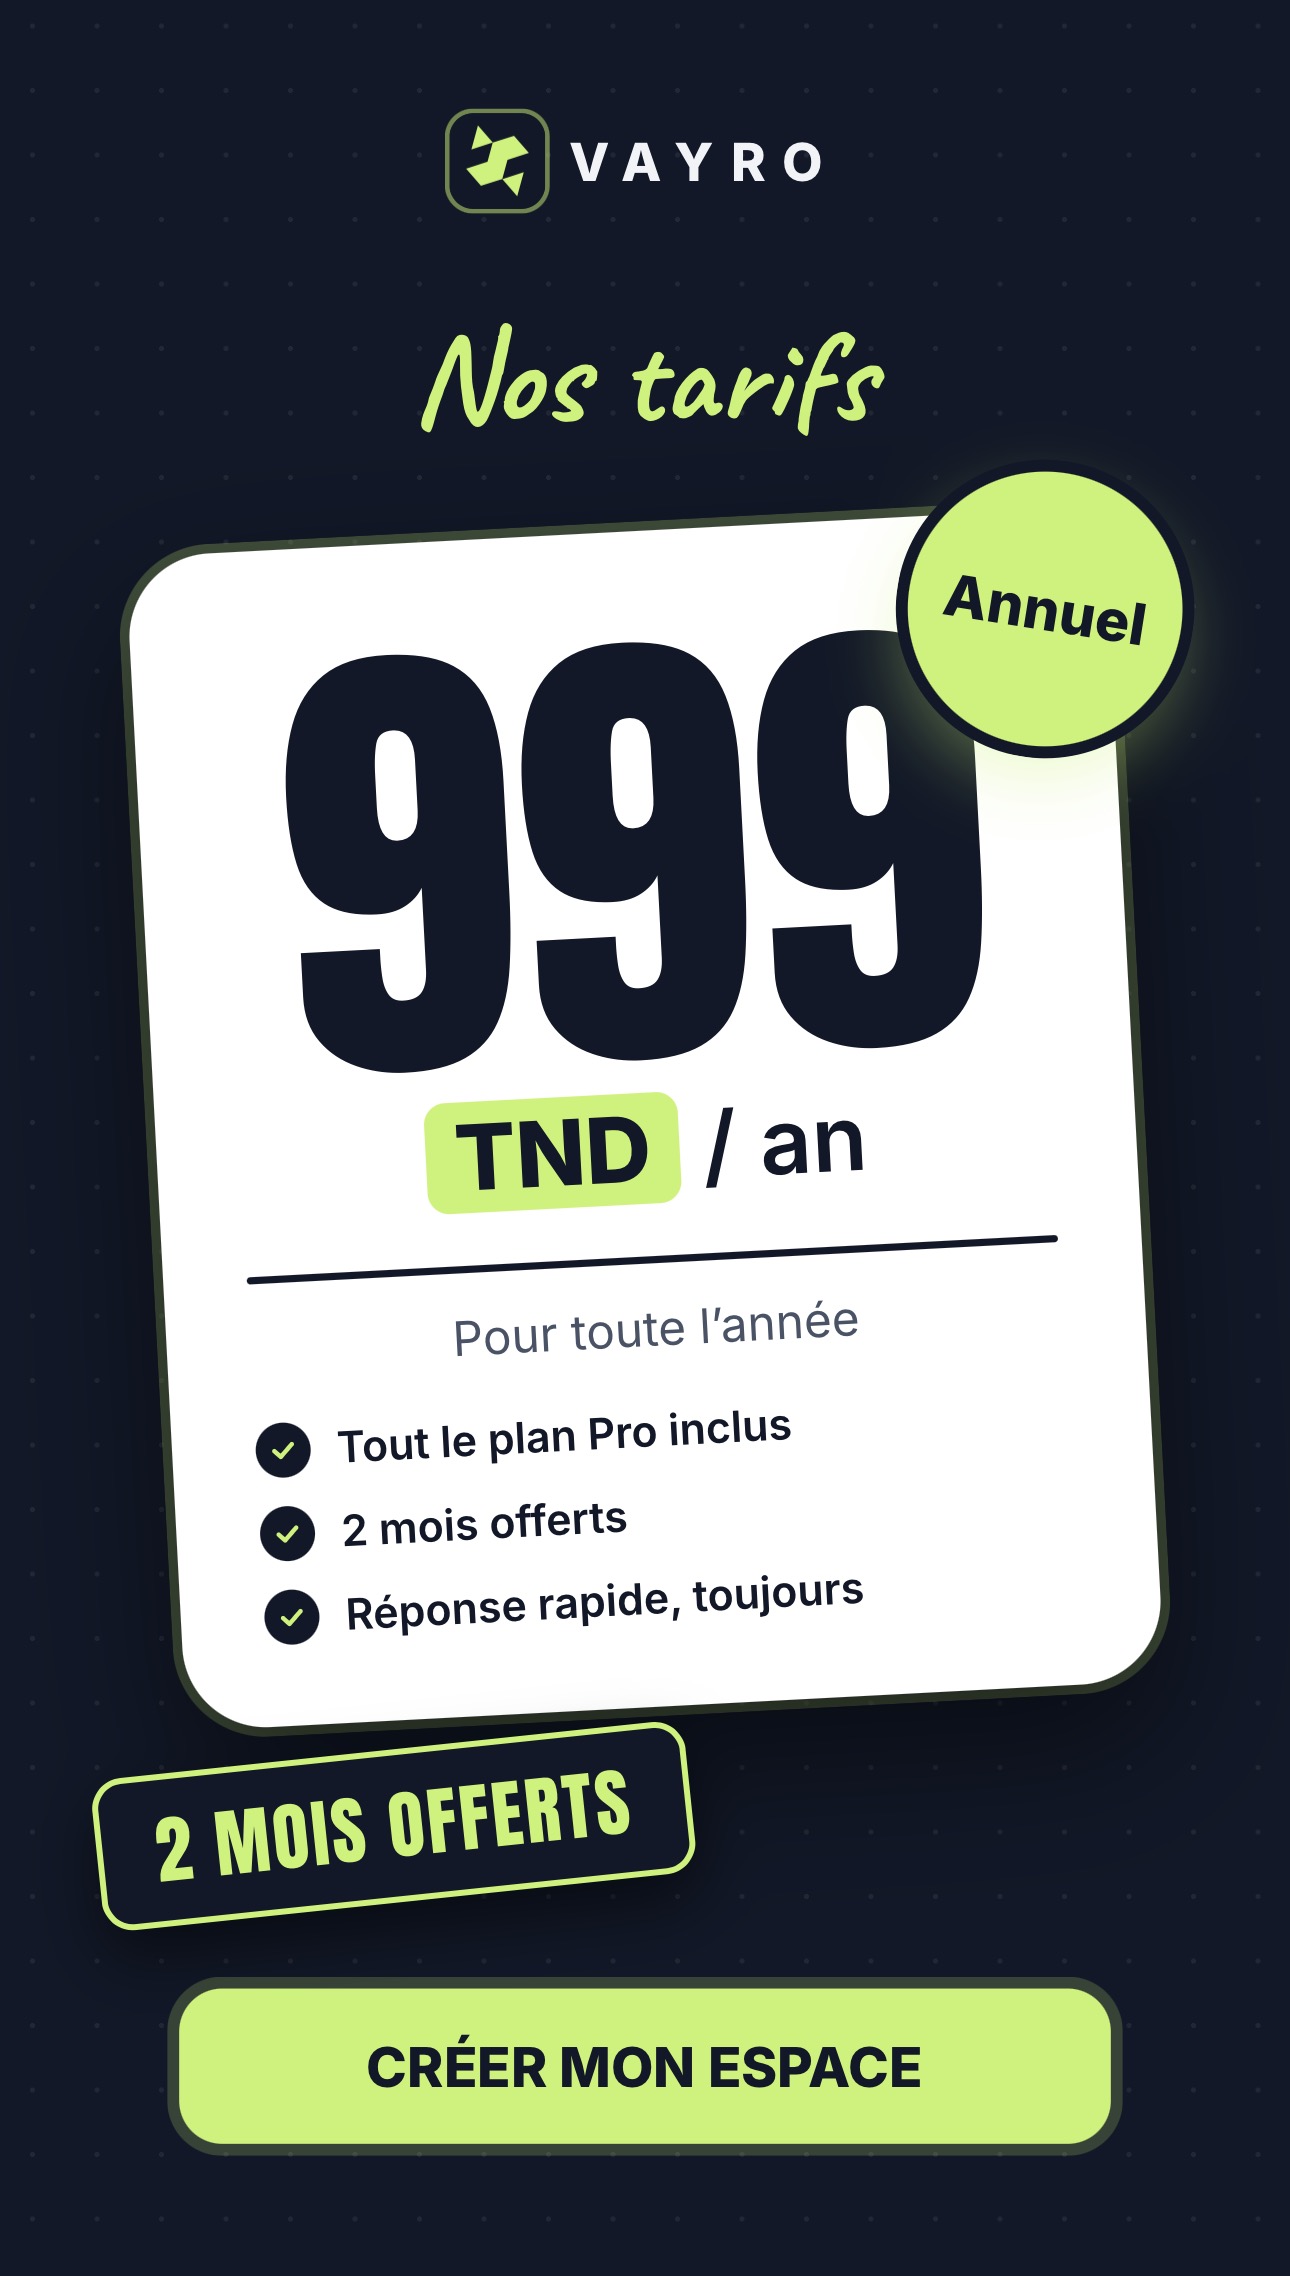 VAYRO
Nos tarifs
Annuel
999
TND / an
Pour toute l’année
Tout le plan Pro inclus
2 mois offerts
Réponse rapide, toujours
2 MOIS OFFERTS
CRÉER MON ESPACE